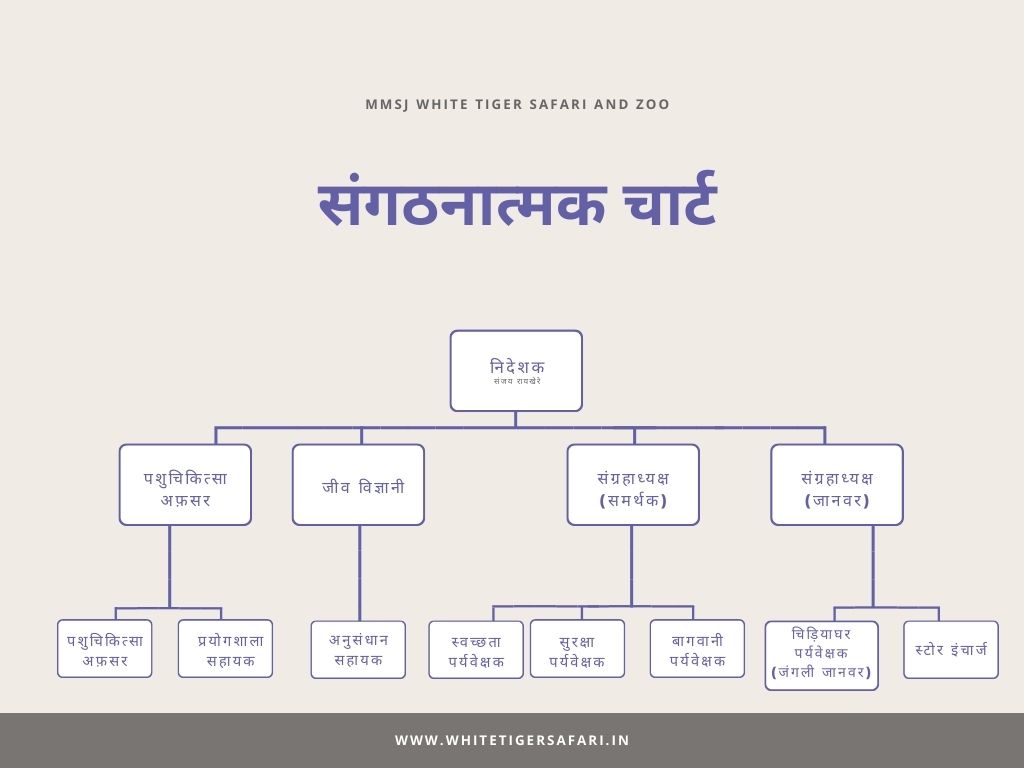 MMSJ WHITE TIGER SAFARI AND ZOO
संगठनात्मक चार्ट
निदेशक
संजय रायखेरे
पशुचिकित्सा
अफ़सर
जीव विज्ञानी
संग्रहाध्यक्ष
(समर्थक)
संग्रहाध्यक्ष
(जानवर)
पशुचिकित्सा
अफ़सर
प्रयोगशाला
सहायक
अनुसंधान
सहायक
स्वच्छता
पर्यवेक्षक
सुरक्षा
पर्यवेक्षक
बागवानी
पर्यवेक्षक
चिड़ियाघर
पर्यवेक्षक
(जंगली जानवर)
स्टोर इंचार्ज
WWW.WHITETIGERSAFARI.IN